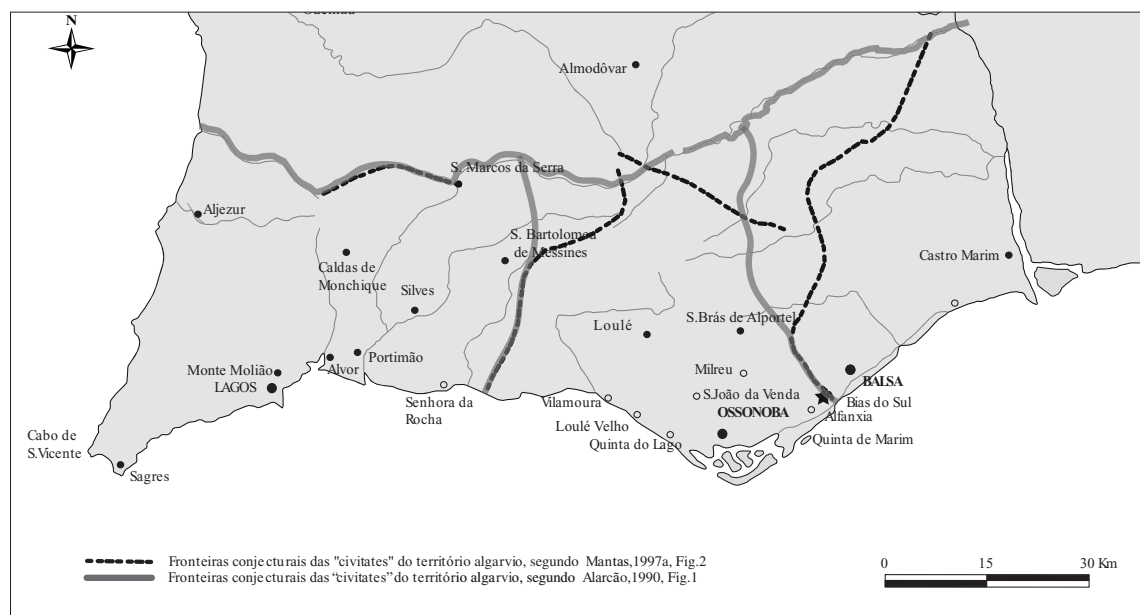 N
Almodôvar
S. Marcos da Serra
Aljezur
S. Bartolomeu
de Messines
Castro Marim
Caldas de
Monchique
Silves
Loulé
S.Brás de Alportel
Monte Molião
Portimão
Alvor
LAGOS
Milreu
BALSA
Senhora da
Rocha
Vilamoura
S.João da Venda
Bias do Sul
Loulé Velho
OSSONOBA
Alfanxia
Quinta do Lago
Quinta de Marim
Cabo de
S.Vicente
Sagres
Fronteiras conjecturais das "civitates" do território algarvio, segundo Mantas,1997a, Fig.2
Fronteiras conjecturais das “civitates” do território algarvio, segundo Alarcão,1990, Fig.1
0 15 30 Km